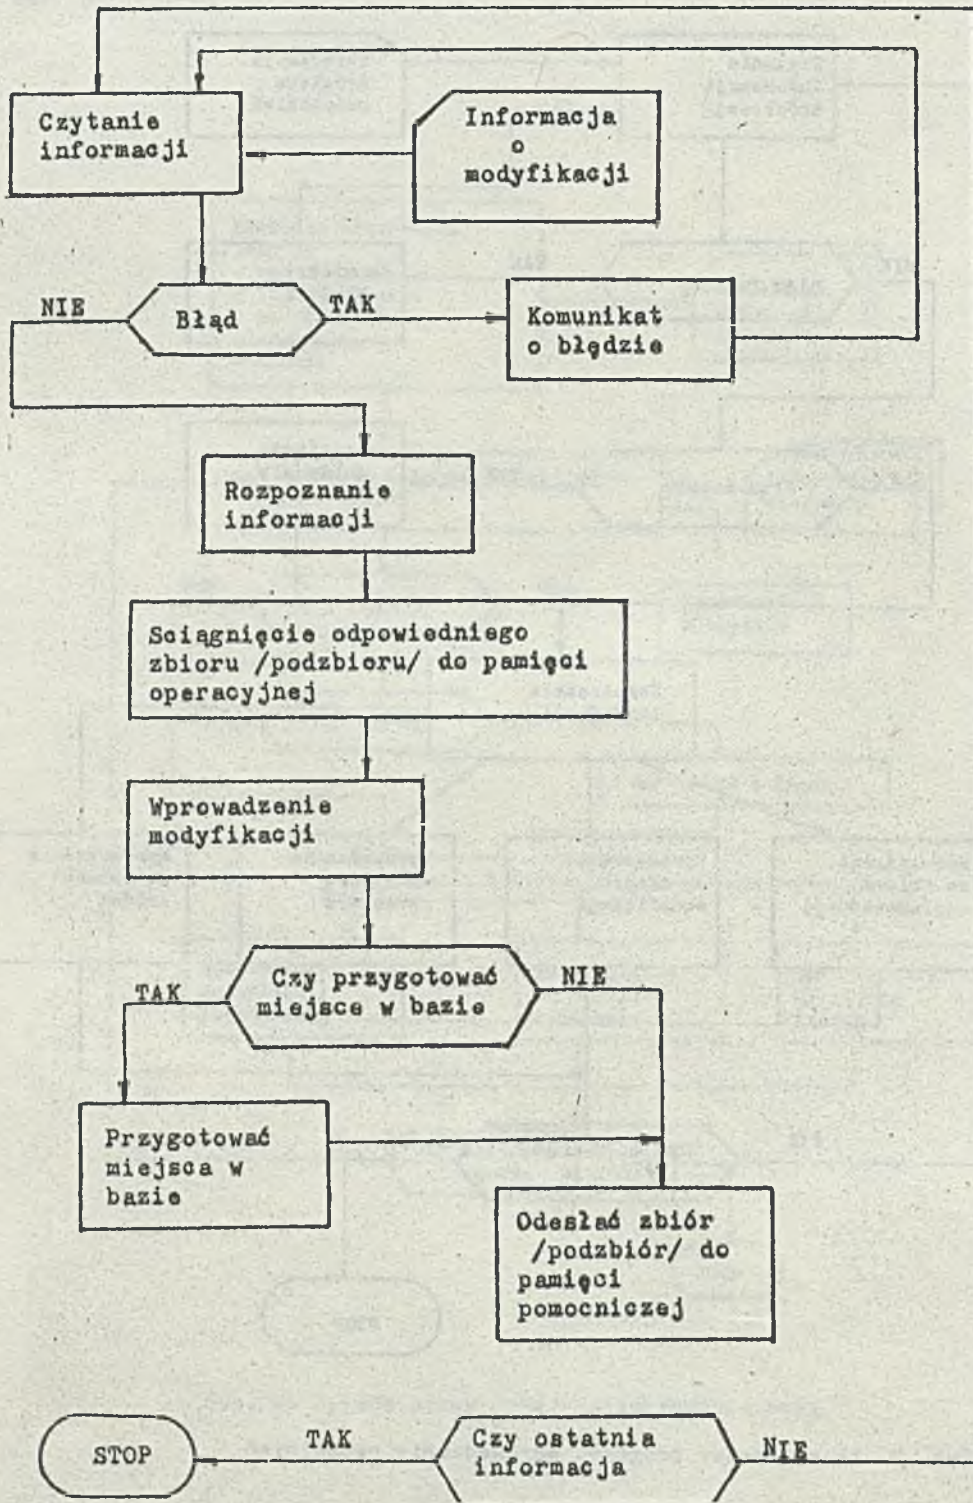 Czytanie
informacji
Informacja
o
modyfikacji
NIE
Błąd
TAK
Komunikat
o błędzie
Rozpoznanie
informacji
Sciągnięcie odpowiedniego
zbioru /podzbioru/ do pamięci
operacyjnej
Wprowadzenie
modyfikacji
TAK
Czy przygotować
miejsce w bazie
NIE
Przygotować
miejsca w
bazie
Odesłać zbiór
/podzbiór/ do
pamięci
pomocniczej
STOP
TAK
Czy ostatnia
informacja
NIE